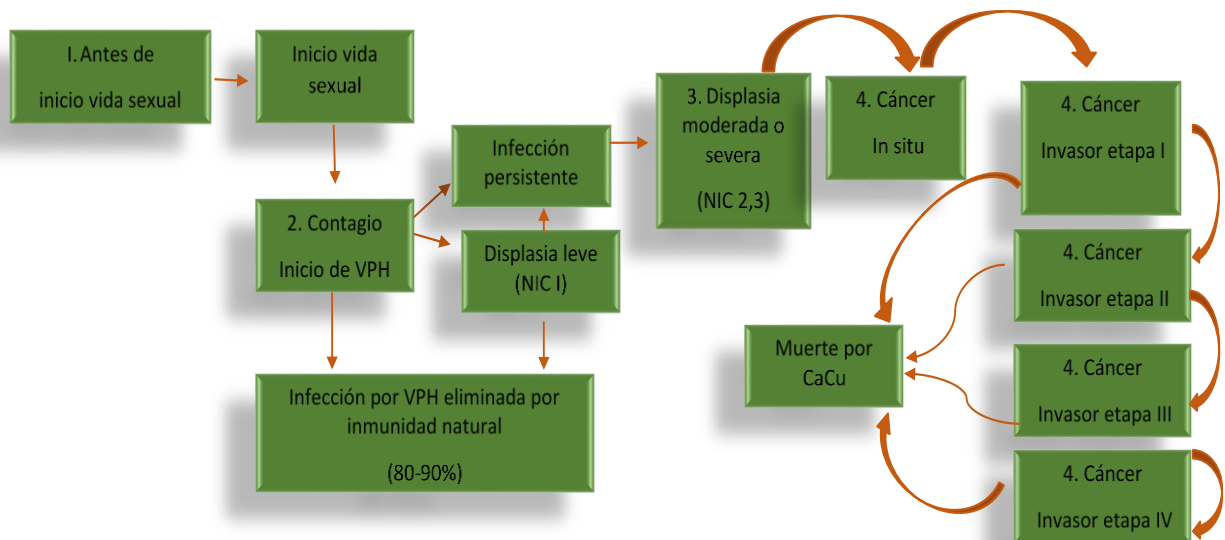 I. Antes de
inicio vida sexual
Inicio vida
sexual
2. Contagio
Inicio de VPH
Infección
persistente
Displasia leve
(NIC I)
Infección por VPH eliminada por
inmunidad natural
(80-90%)
3. Displasia
moderada o
severa
(NIC 2,3)
4. Cáncer
In situ
4. Cáncer
Invasor etapa I
4. Cáncer
Invasor etapa II
4. Cáncer
Invasor etapa III
4. Cáncer
Invasor etapa IV
Muerte por
CaCu